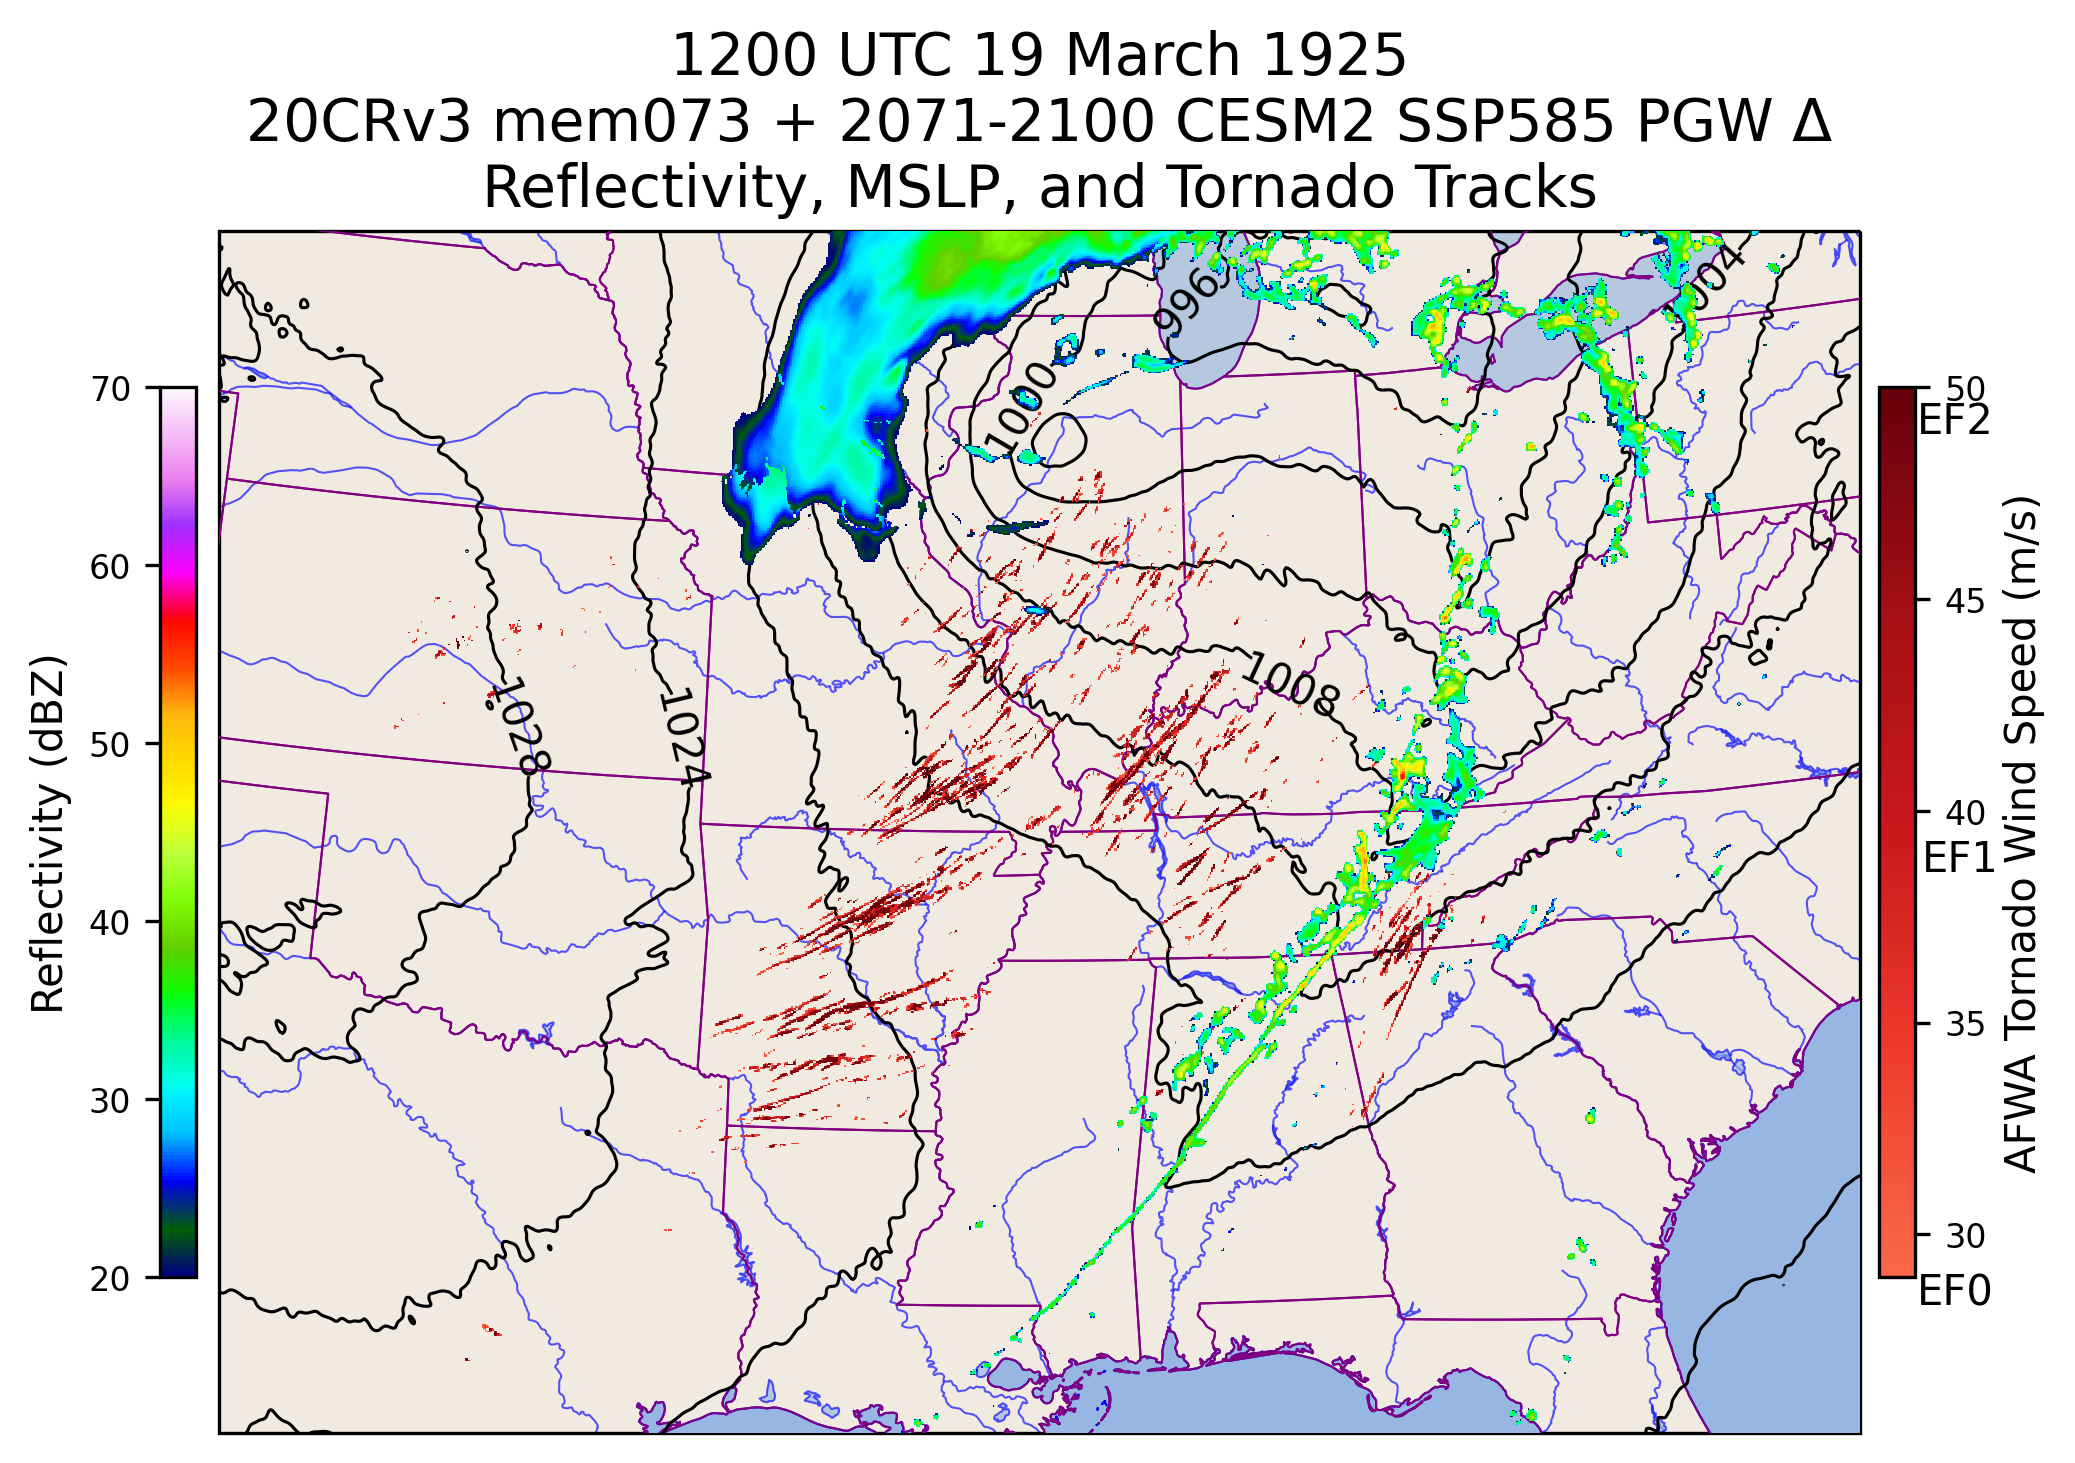 1200 UTC 19 March 1925
20CRv3 mem073 + 2071-2100 CESM2 SSP585 PGW Δ
Reflectivity, MSLP, and Tornado Tracks
Reflectivity (dBZ)
70
60
50
40
30
20
996
1004
1000
1008
1028
1024
50
EF2
45
40
EF1
35
30
EF0
AFWA Tornado Wind Speed (m/s)